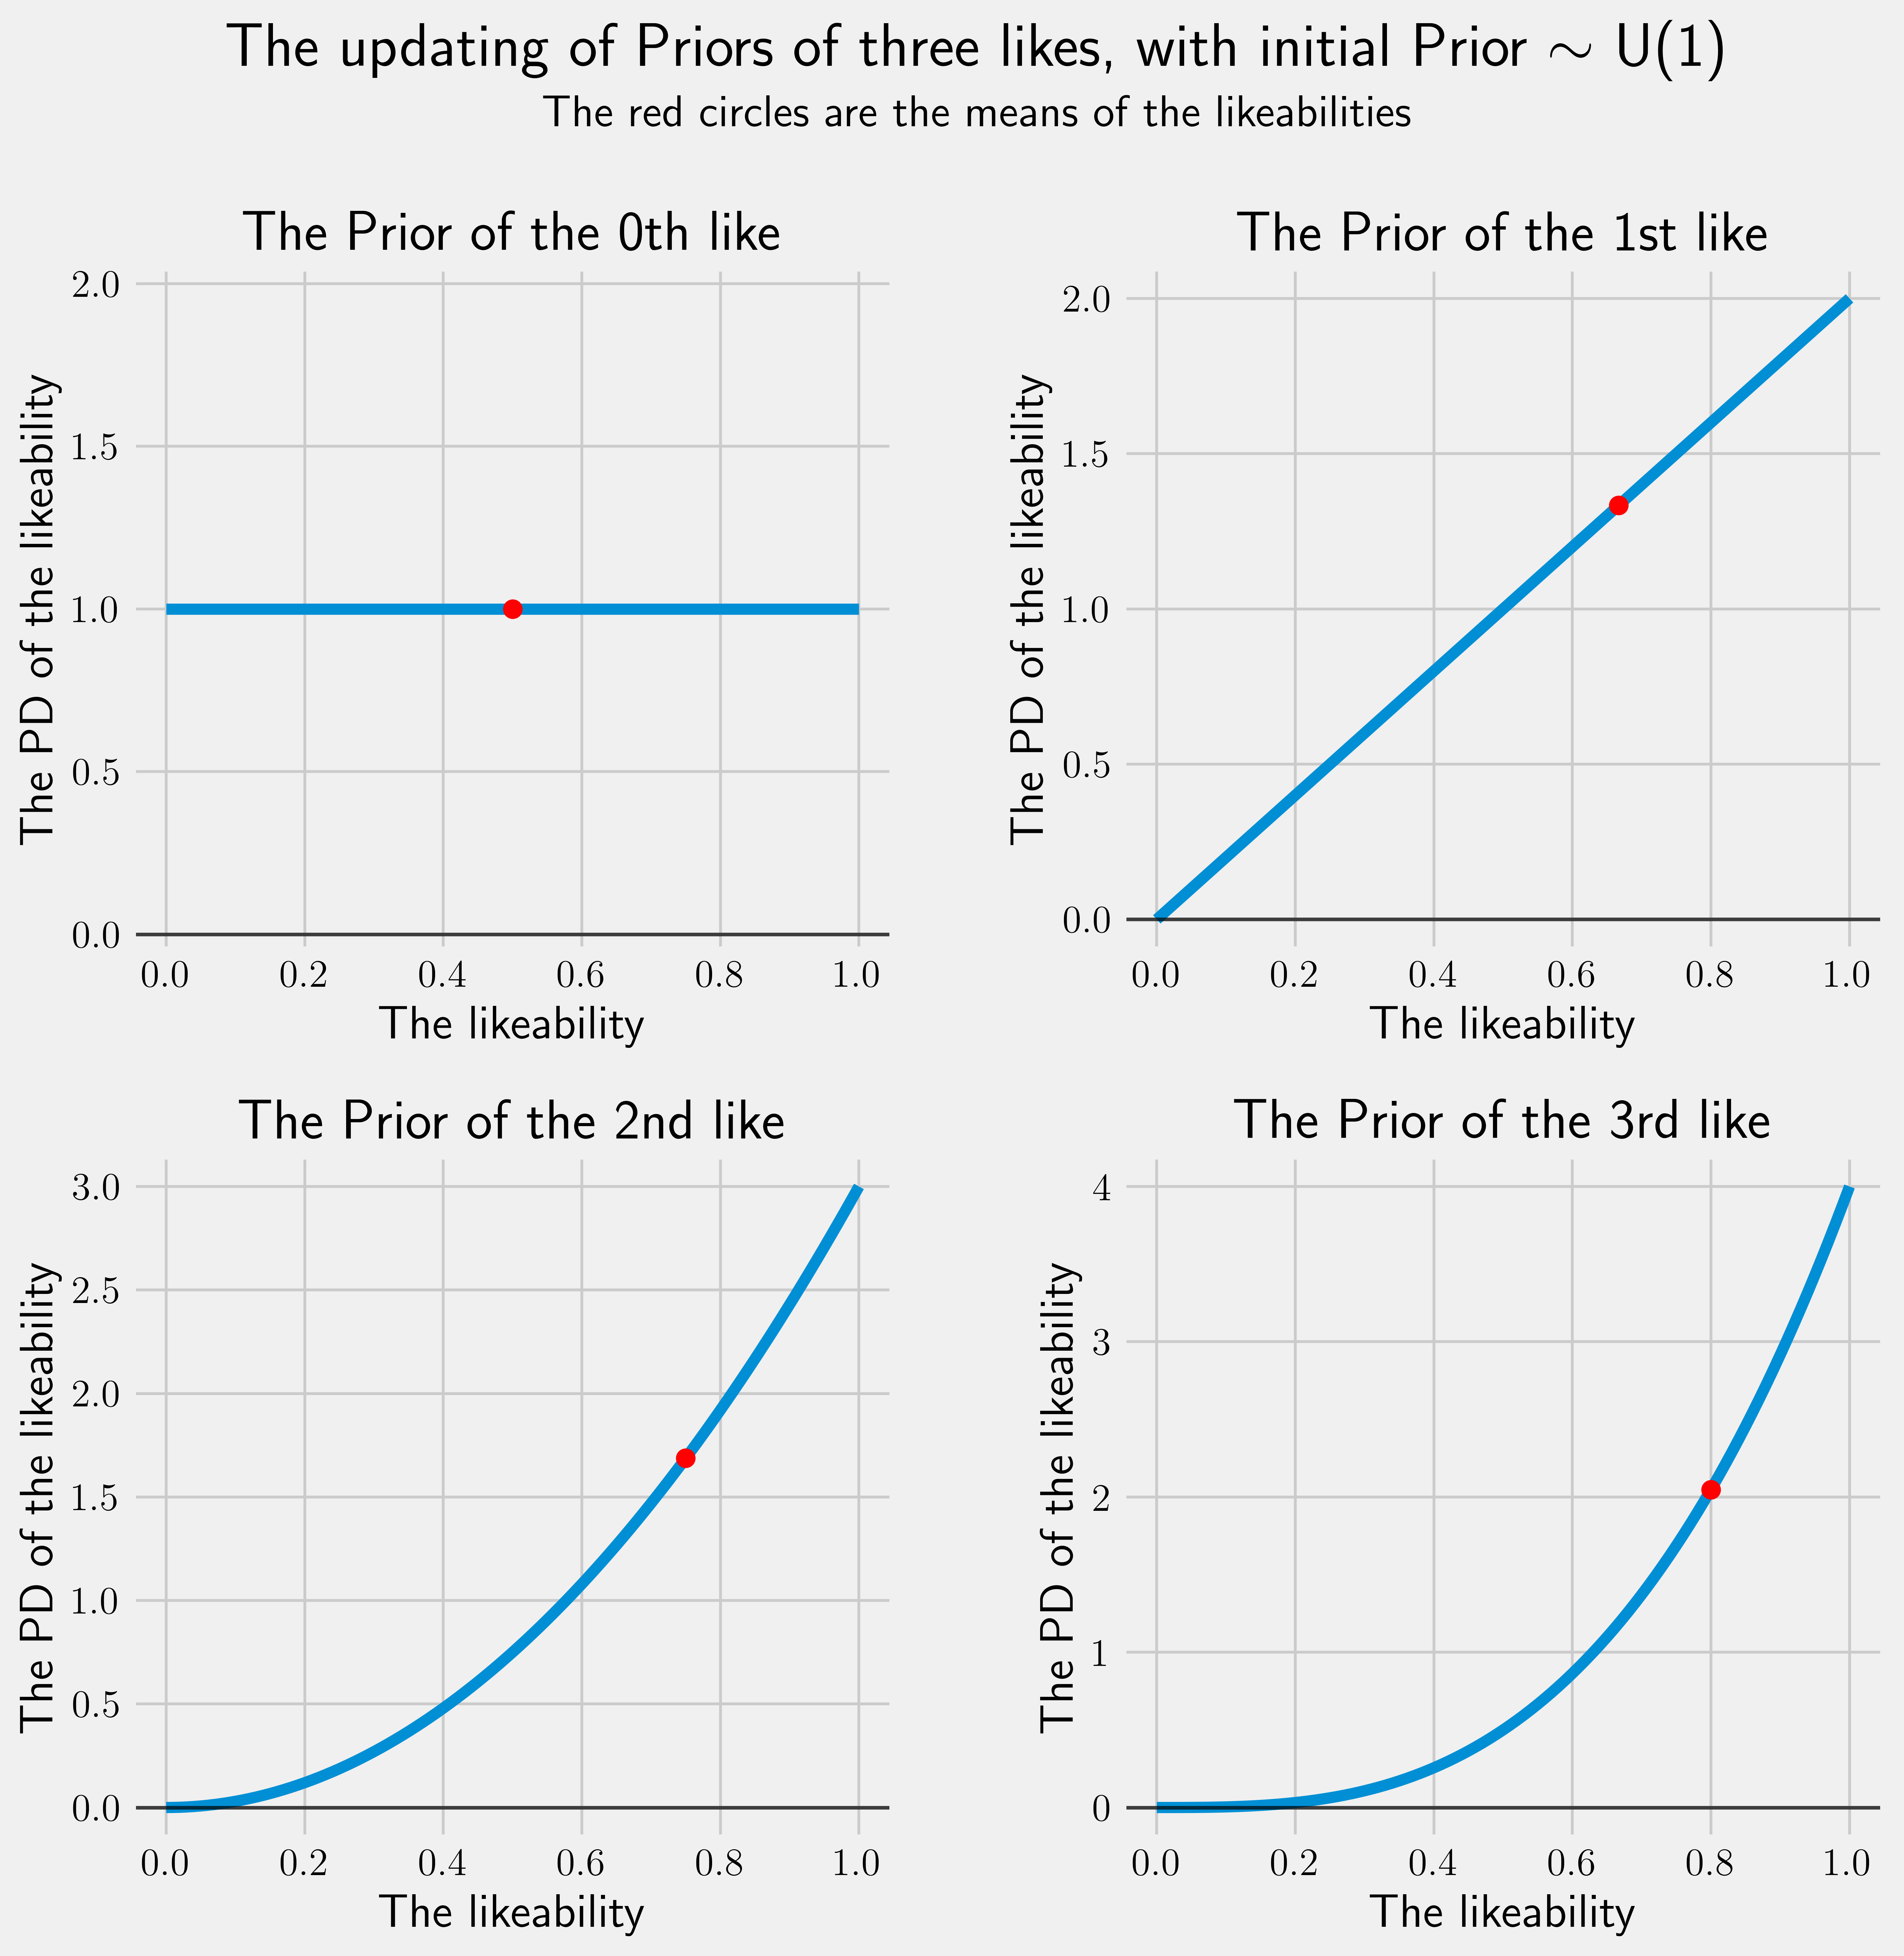 The updating of Priors of three likes, with initial Prior ∼ U(1)
The red circles are the means of the likeabilities
The Prior of the 0th like
The PD of the likeability
2.0
1.5
1.0
0.5
0.0
0.0 0.2 0.4 0.6 0.8 1.0
The likeability
The Prior of the 1st like
The PD of the likeability
2.0
1.5
1.0
0.5
0.0
0.0 0.2 0.4 0.6 0.8 1.0
The likeability
The Prior of the 2nd like
The PD of the likeability
3.0
2.5
2.0
1.5
1.0
0.5
0.0
0.0 0.2 0.4 0.6 0.8 1.0
The likeability
The Prior of the 3rd like
The PD of the likeability
4
3
2
1
0
0.0 0.2 0.4 0.6 0.8 1.0
The likeability